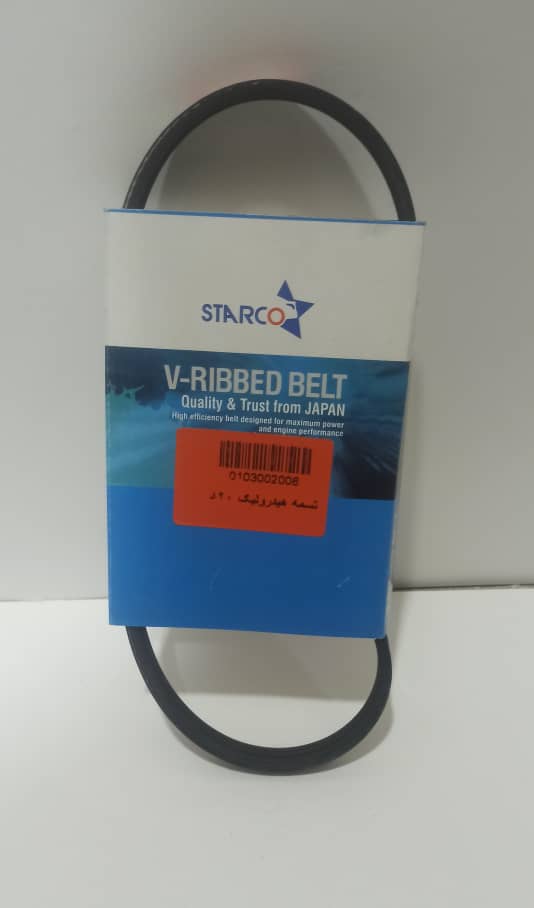 STARCO
V-RIBBED BELT
Quality & Trust from JAPAN
High efficiency belt designed for maximum power
and engine performance
0103002006
تسمه هیدرولیک